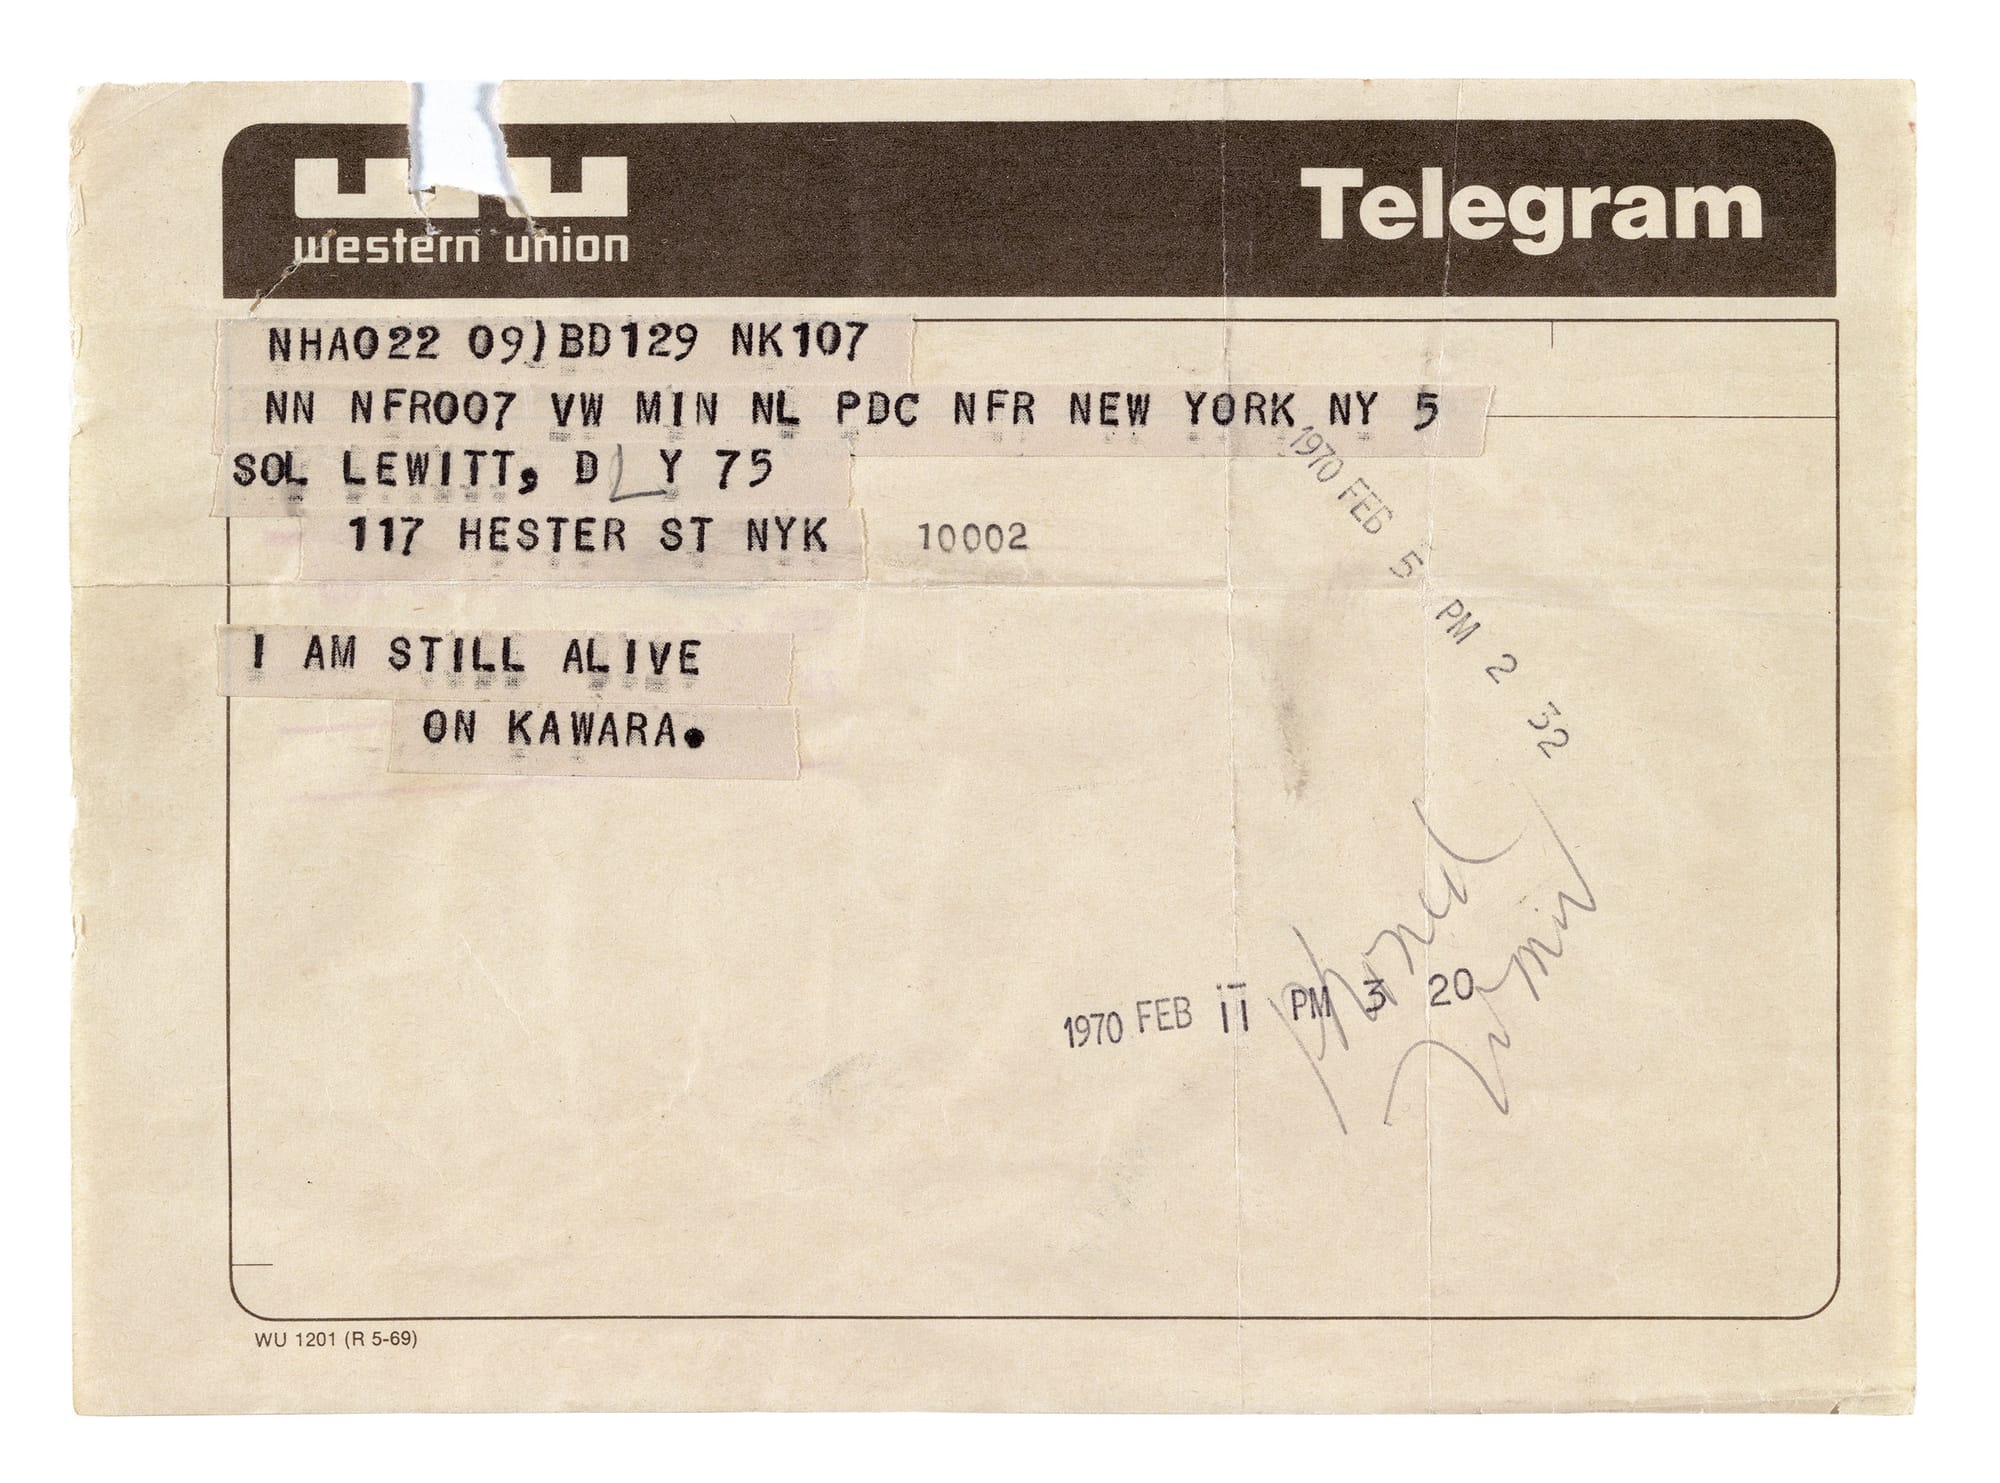 western union
Telegram
NHA022 09)BD129 NK107
NN NFR007 VW MIN NL PDC NFR NEW YORK NY 5
SOL LEWITT, D L Y 75
117 HESTER ST NYK 10002
1970 FEB 5 PM 2 32
I AM STILL ALIVE
ON KAWARA.
Phoned
1970 FEB 11 PM 3 20
WU 1201 (R 5-69)